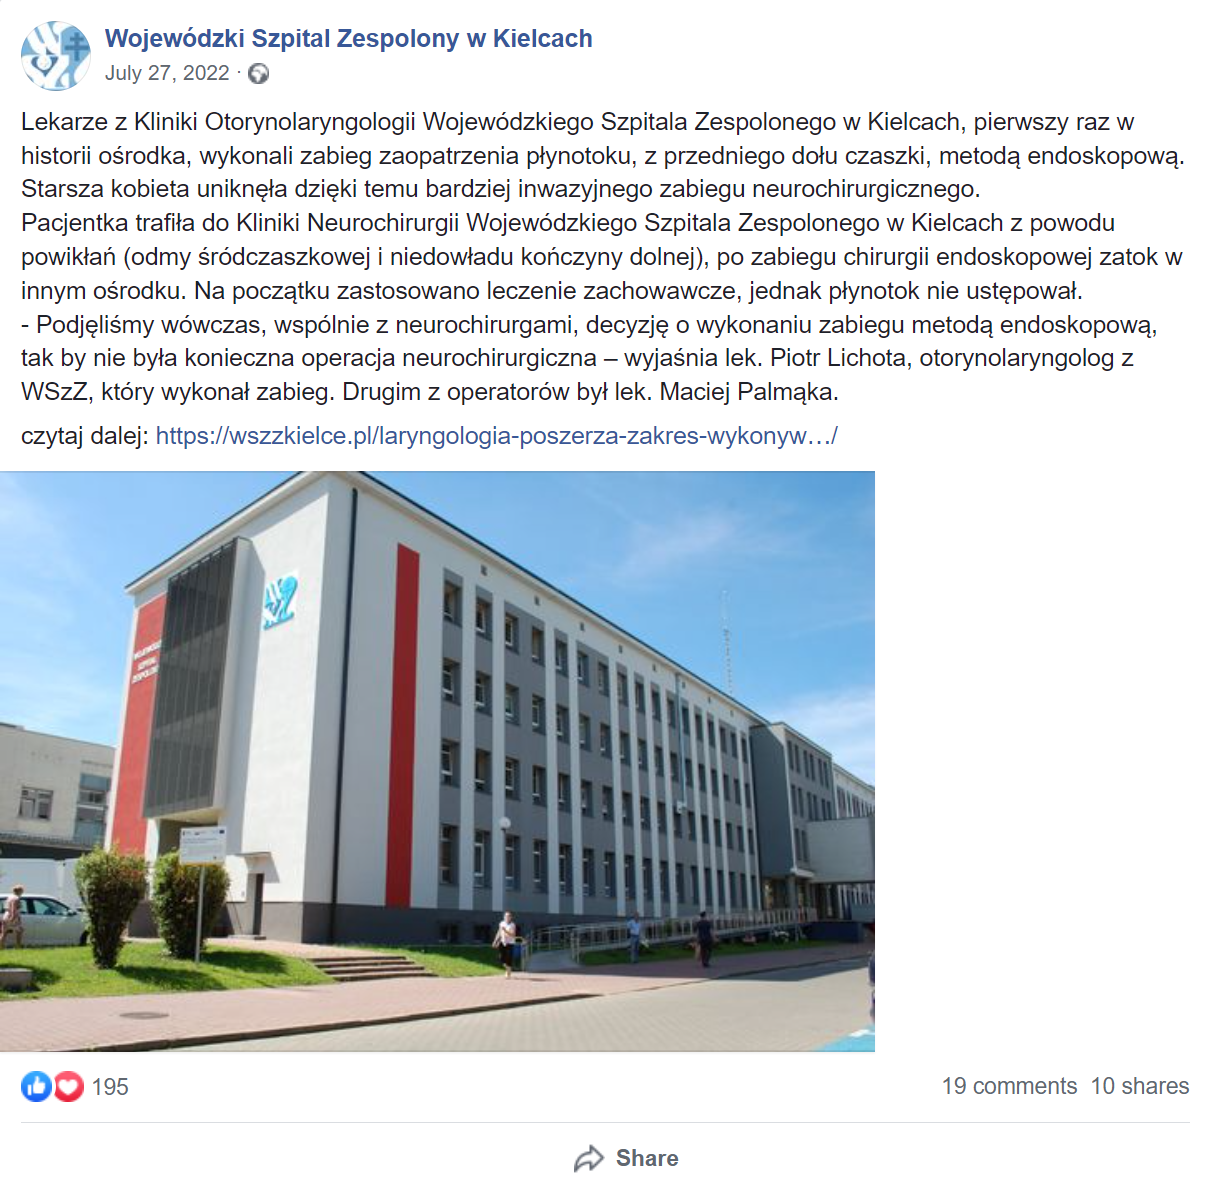 Wojewódzki Szpital Zespolony w Kielcach
July 27, 2022 ·
Lekarze z Kliniki Otorynolaryngologii Wojewódzkiego Szpitala Zespolonego w Kielcach, pierwszy raz w
historii ośrodka, wykonali zabieg zaopatrzenia płynotoku, z przedniego dołu czaszki, metodą endoskopową.
Starsza kobieta uniknęła dzięki temu bardziej inwazyjnego zabiegu neurochirurgicznego.
Pacjentka trafiła do Kliniki Neurochirurgii Wojewódzkiego Szpitala Zespolonego w Kielcach z powodu
powikłań (odmy śródczaszkowej i niedowładu kończyny dolnej), po zabiegu chirurgii endoskopowej zatok w
innym ośrodku. Na początku zastosowano leczenie zachowawcze, jednak płynotok nie ustępował.
- Podjęliśmy wówczas, wspólnie z neurochirurgami, decyzję o wykonaniu zabiegu metodą endoskopową,
tak by nie była konieczna operacja neurochirurgiczna – wyjaśnia lek. Piotr Lichota, otorynolaryngolog z
WSzZ, który wykonał zabieg. Drugim z operatorów był lek. Maciej Palmąka.
czytaj dalej: https://wszzkielce.pl/laryngologia-poszerza-zakres-wykonyw…/
SZPITAL
ZESPOLONY
195
19 comments 10 shares
Share